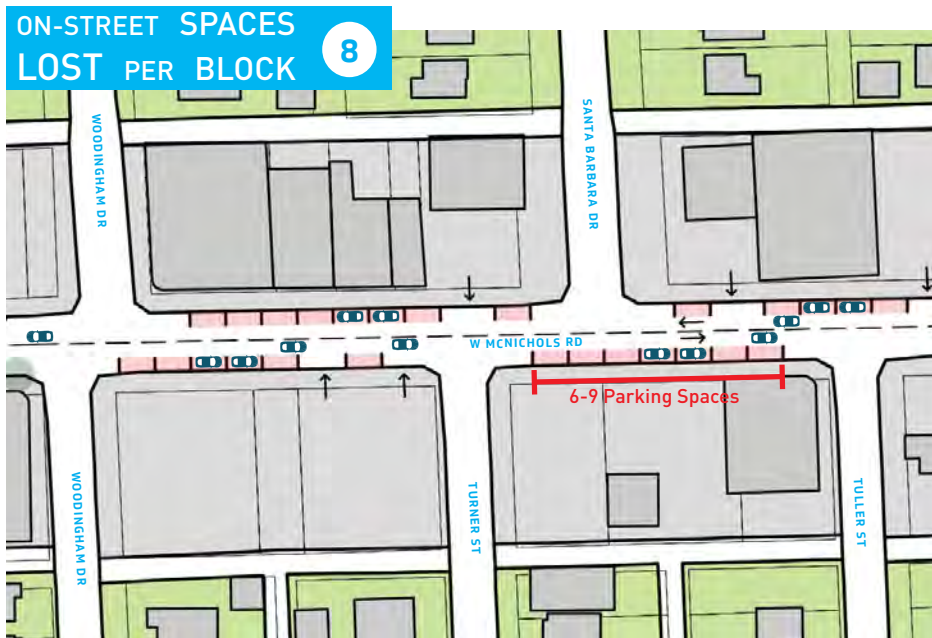 ON-STREET SPACES
LOST PER BLOCK
8
WOODINGHAM DR
SANTA BARBARA DR
W MCNICHOLS RD
6-9 Parking Spaces
WOODINGHAM DR
TURNER ST
TULLER ST